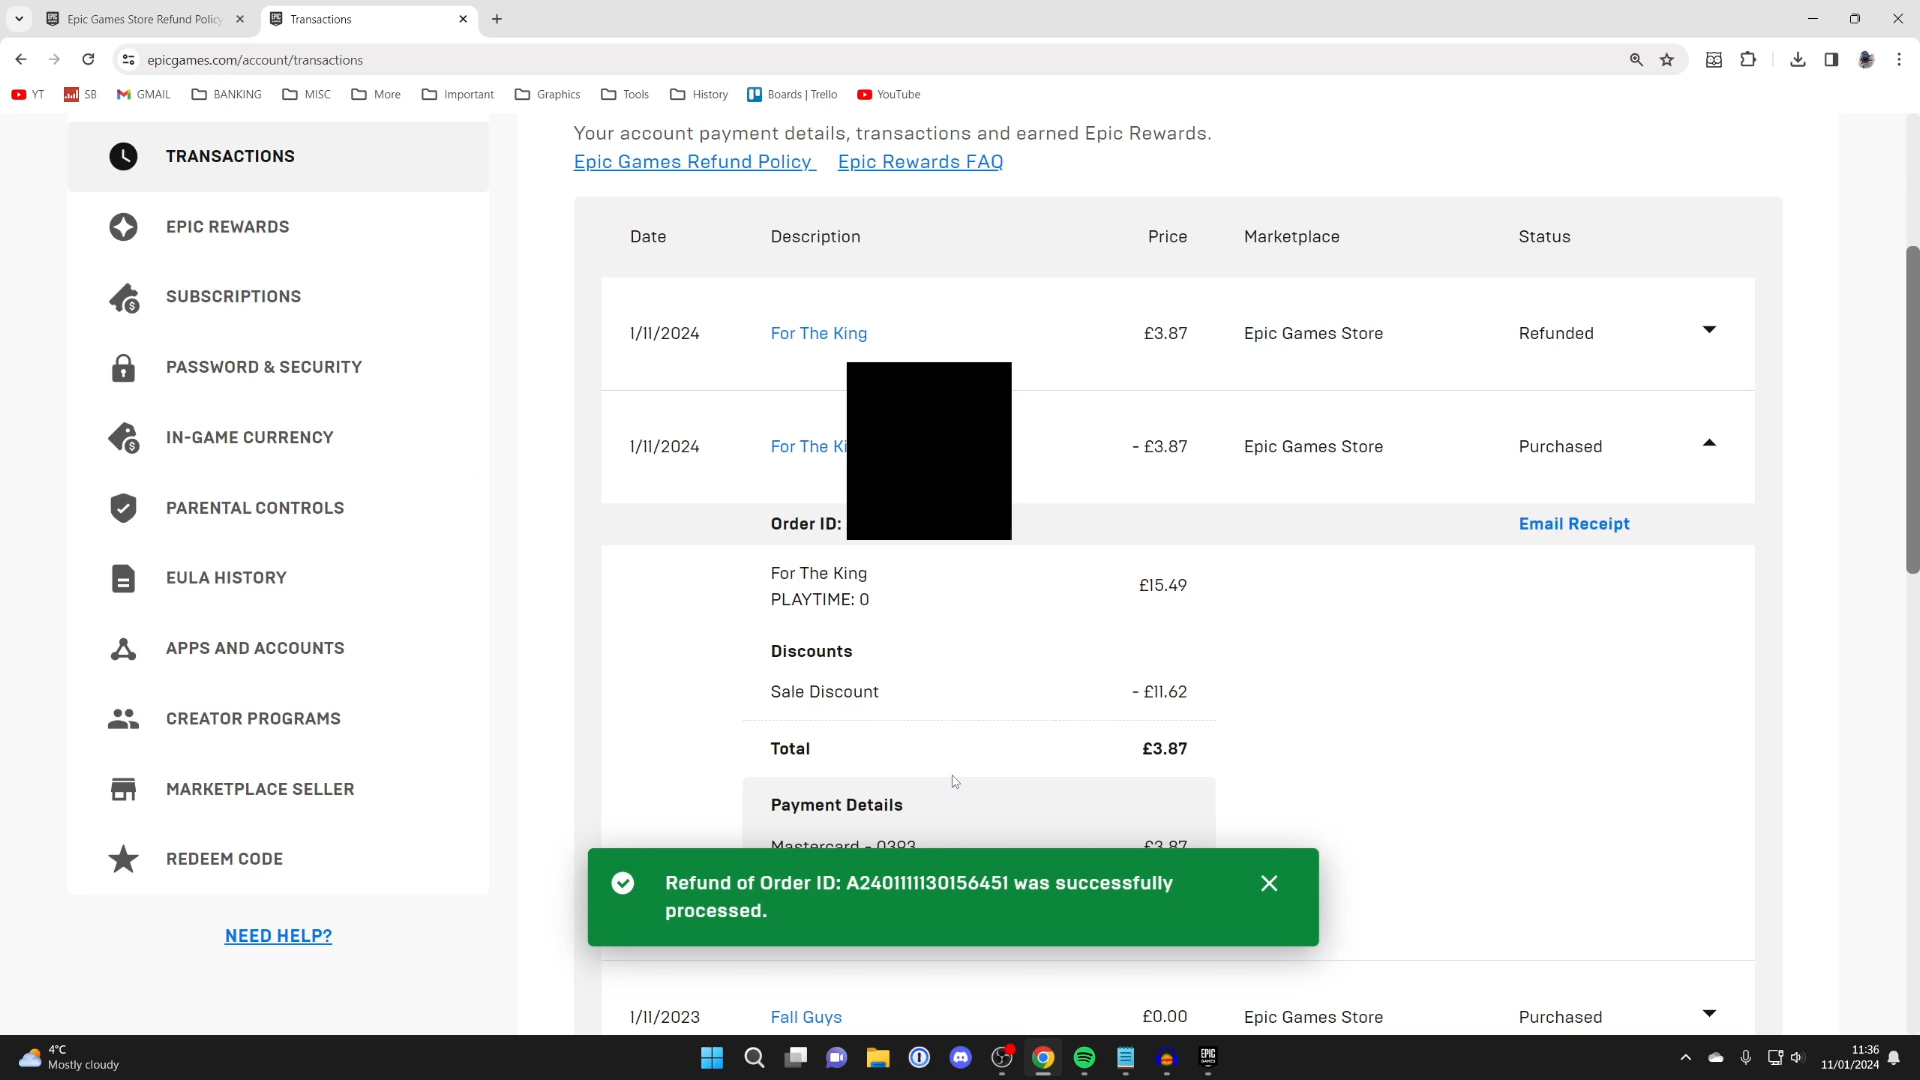 Epic Games Store Refund Policy
Transactions
epicgames.com/account/transactions
YT SB GMAIL BANKING MISC More Important Graphics Tools History Boards | Trello YouTube
Your account payment details, transactions and earned Epic Rewards.
Epic Games Refund Policy Epic Rewards FAQ
TRANSACTIONS
EPIC REWARDS
SUBSCRIPTIONS
PASSWORD & SECURITY
IN-GAME CURRENCY
PARENTAL CONTROLS
EULA HISTORY
APPS AND ACCOUNTS
CREATOR PROGRAMS
MARKETPLACE SELLER
REDEEM CODE
NEED HELP?
Date Description Price Marketplace Status
1/11/2024 For The King £3.87 Epic Games Store Refunded
1/11/2024 For The Ki - £3.87 Epic Games Store Purchased
Order ID: Email Receipt
For The King £15.49
PLAYTIME: 0
Discounts
Sale Discount - £11.62
Total £3.87
Payment Details
Mastercard - 0393 £3.87
Refund of Order ID: A2401111130156451 was successfully
processed.
1/11/2023 Fall Guys £0.00 Epic Games Store Purchased
4°C
Mostly cloudy
EPIC
GAMES
11:36
11/01/2024